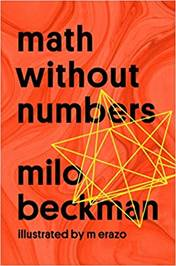 math
without
numbers
milo
beckman
illustrated by m erazo